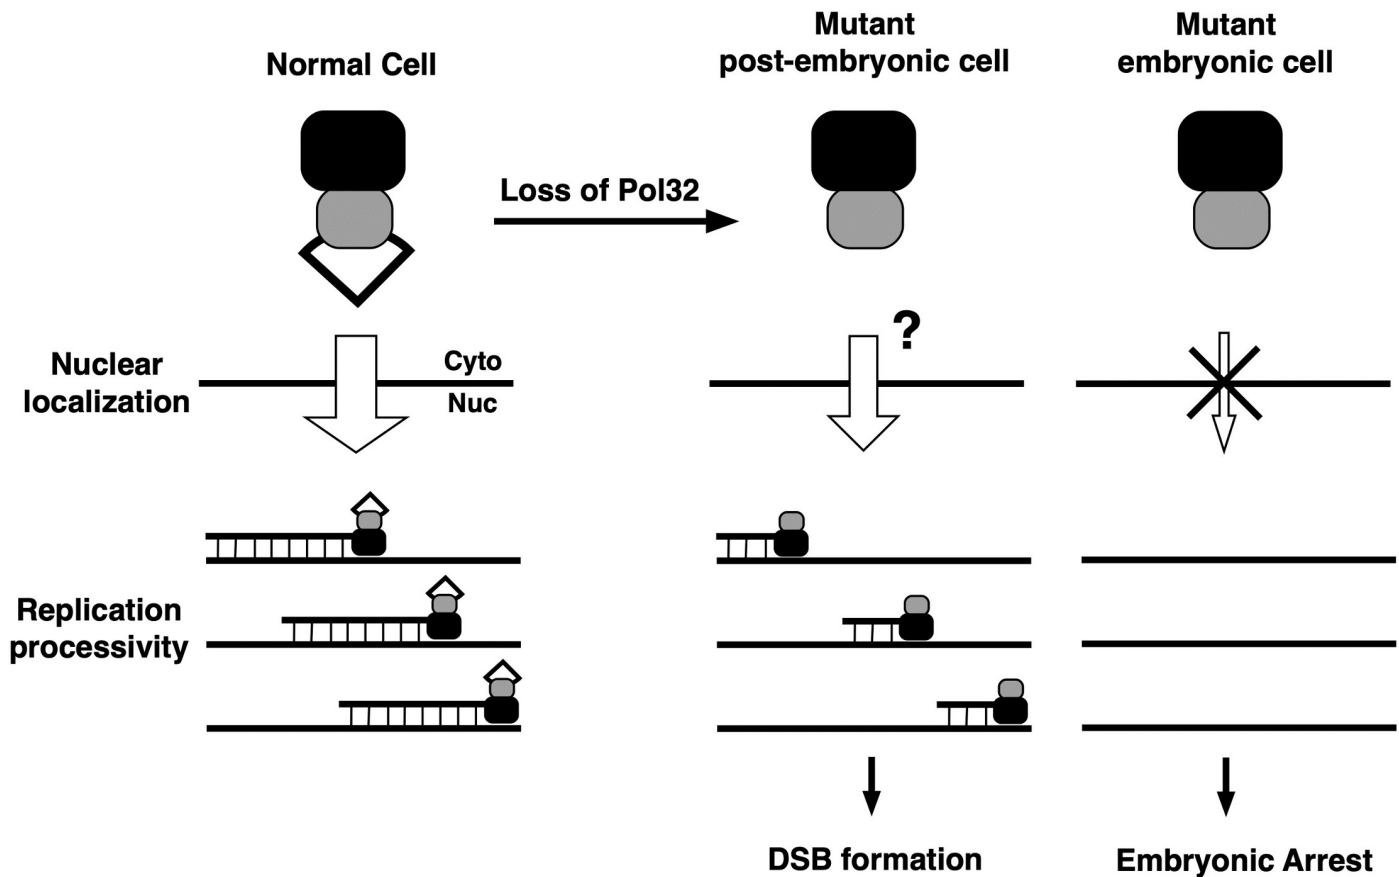 Normal Cell
Mutant
post-embryonic cell
Mutant
embryonic cell
Loss of Pol32
?
Nuclear
localization
Cyto
Nuc
Replication
processivity
DSB formation
Embryonic Arrest